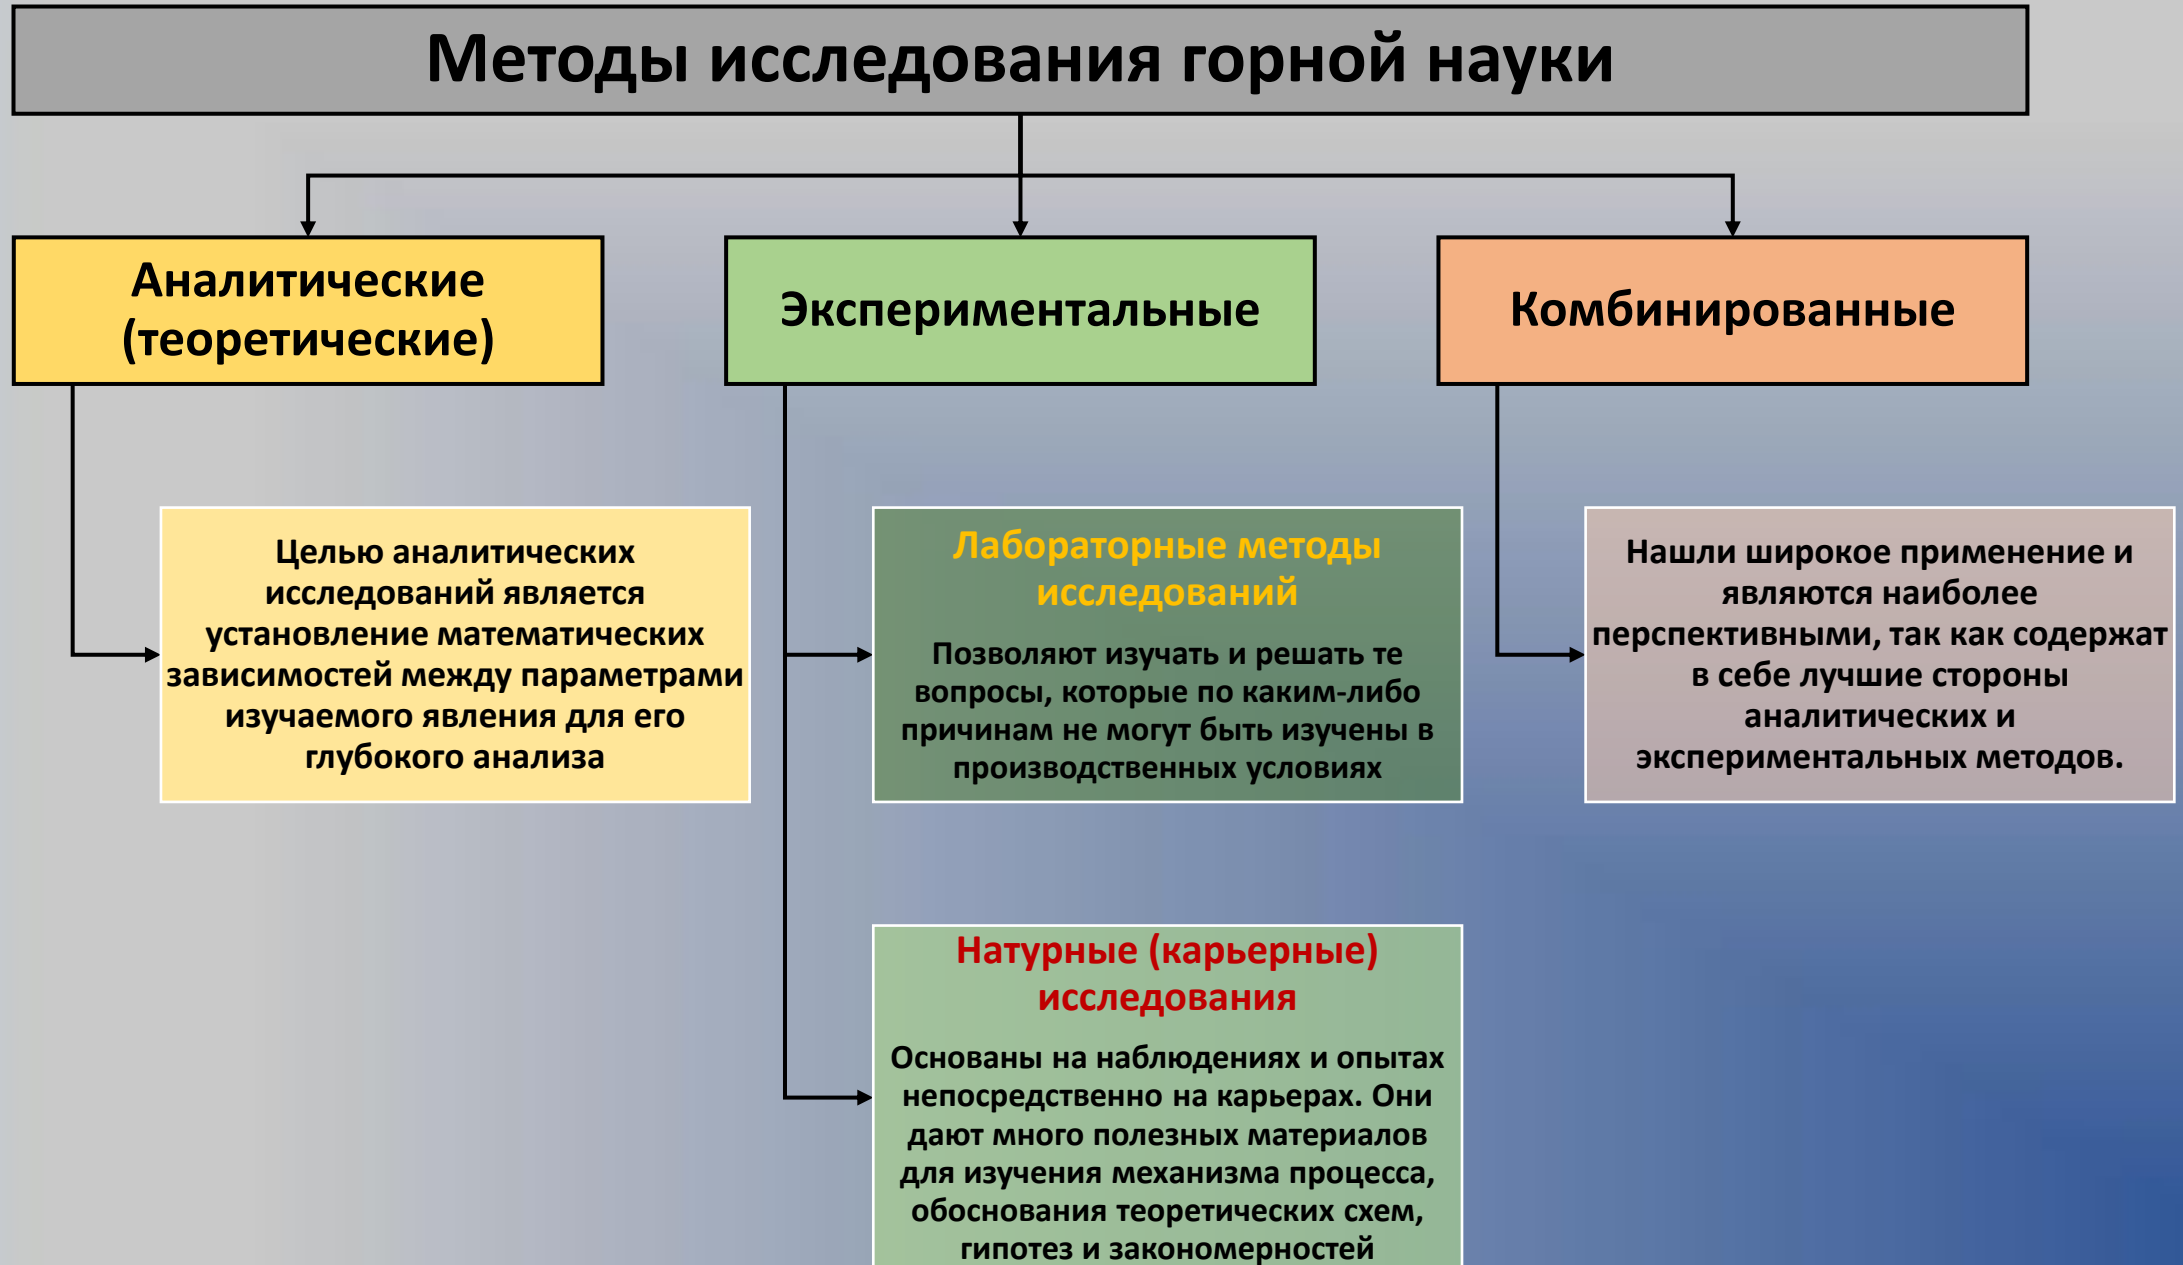 Методы исследования горной науки
Аналитические
(теоретические)
Экспериментальные
Комбинированные
Целью аналитических
исследований является
установление математических
зависимостей между параметрами
изучаемого явления для его
глубокого анализа
Лабораторные методы
исследований
Позволяют изучать и решать те
вопросы, которые по каким-либо
причинам не могут быть изучены в
производственных условиях
Натурные (карьерные)
исследования
Основаны на наблюдениях и опытах
непосредственно на карьерах. Они
дают много полезных материалов
для изучения механизма процесса,
обоснования теоретических схем,
гипотез и закономерностей
Нашли широкое применение и
являются наиболее
перспективными, так как содержат
в себе лучшие стороны
аналитических и
экспериментальных методов.